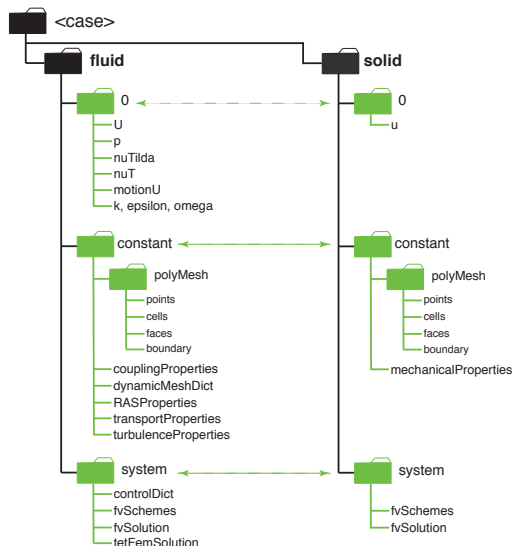 <case>
fluid
solid
0
0
U
u
p
nuTilda
nuT
motionU
k, epsilon, omega
constant
constant
polyMesh
polyMesh
points
points
cells
cells
faces
faces
boundary
boundary
couplingProperties
mechanicalProperties
dynamicMeshDict
RASProperties
transportProperties
turbulenceProperties
system
system
controlDict
fvSchemes
fvSchemes
fvSolution
fvSolution
tetFemSolution